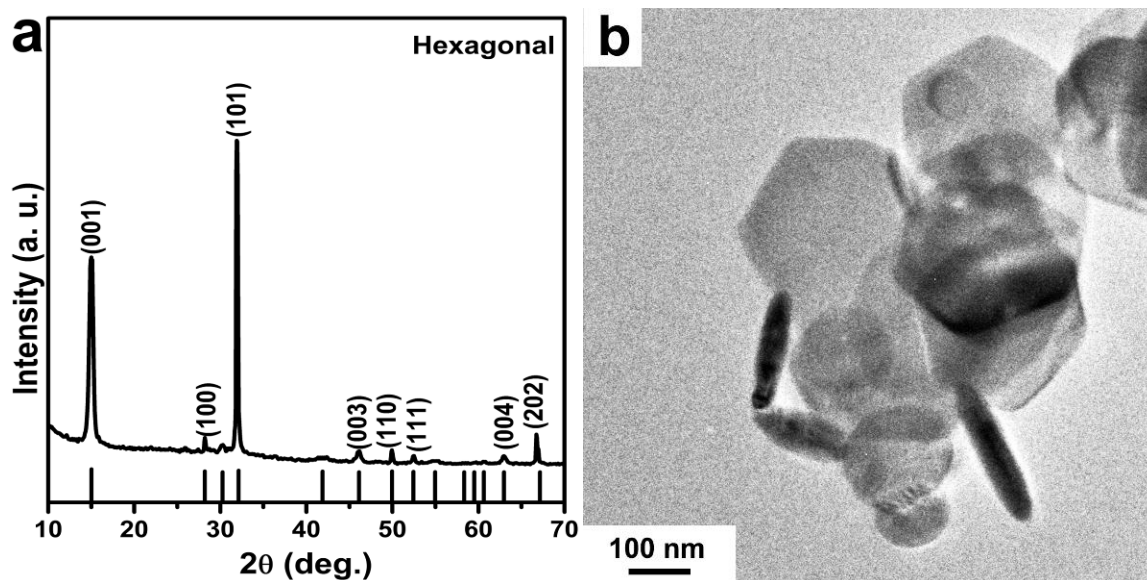 a
Hexagonal
(001)
(100)
(101)
(003)
(110)
(111)
(004)
(202)
Intensity (a. u.)
10 20 30 40 50 60 70
2θ (deg.)
b
100 nm